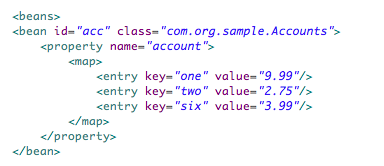 <beans>
<bean id="acc" class="com.org.sample.Accounts">
<property name="account">
<map>
<entry key="one" value="9.99"/>
<entry key="two" value="2.75"/>
<entry key="six" value="3.99"/>
</map>
</property>
</bean>